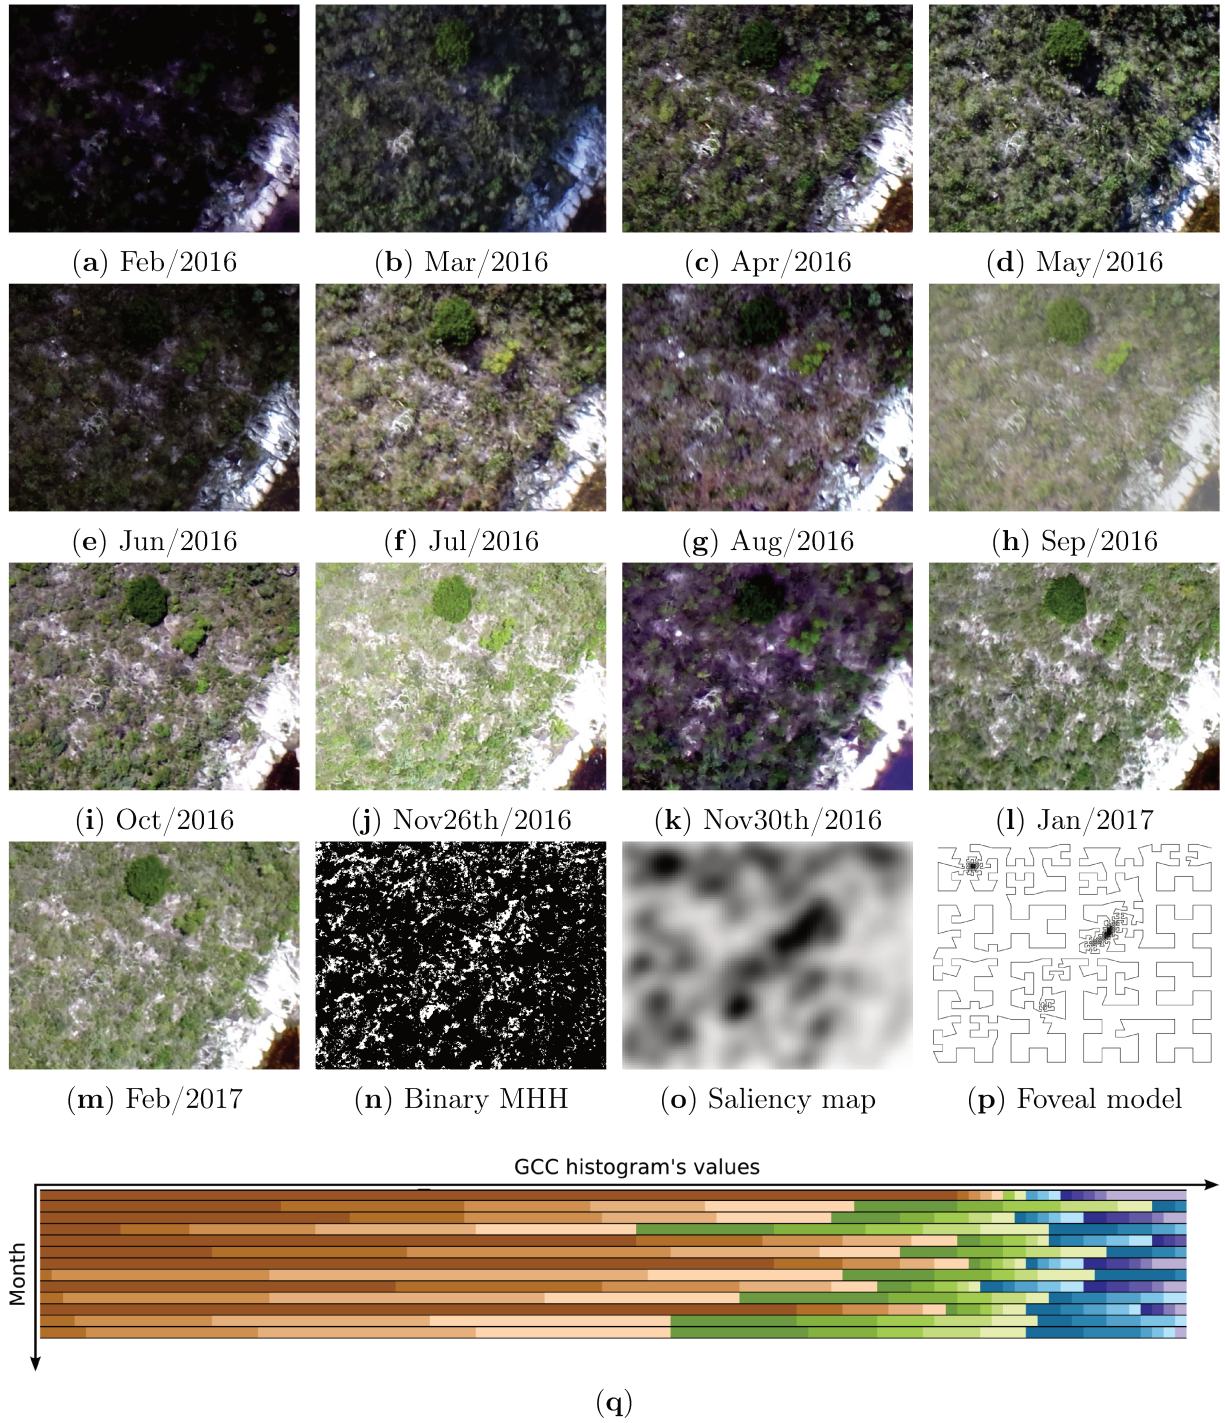 (a) Feb/2016
(b) Mar/2016
(c) Apr/2016
(d) May/2016
(e) Jun/2016
(f) Jul/2016
(g) Aug/2016
(h) Sep/2016
(i) Oct/2016
(j) Nov26th/2016
(k) Nov30th/2016
(l) Jan/2017
(m) Feb/2017
(n) Binary MHH
(o) Saliency map
(p) Foveal model
GCC histogram's values
Month
(q)